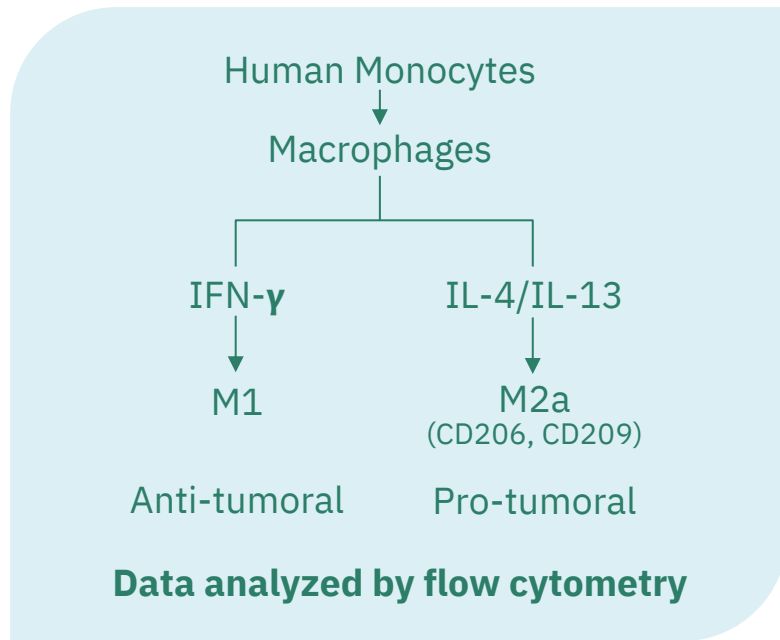 Human Monocytes
Macrophages
IFN-γ IL-4/IL-13
M1 M2a
(CD206, CD209)
Anti-tumoral Pro-tumoral
Data analyzed by flow cytometry